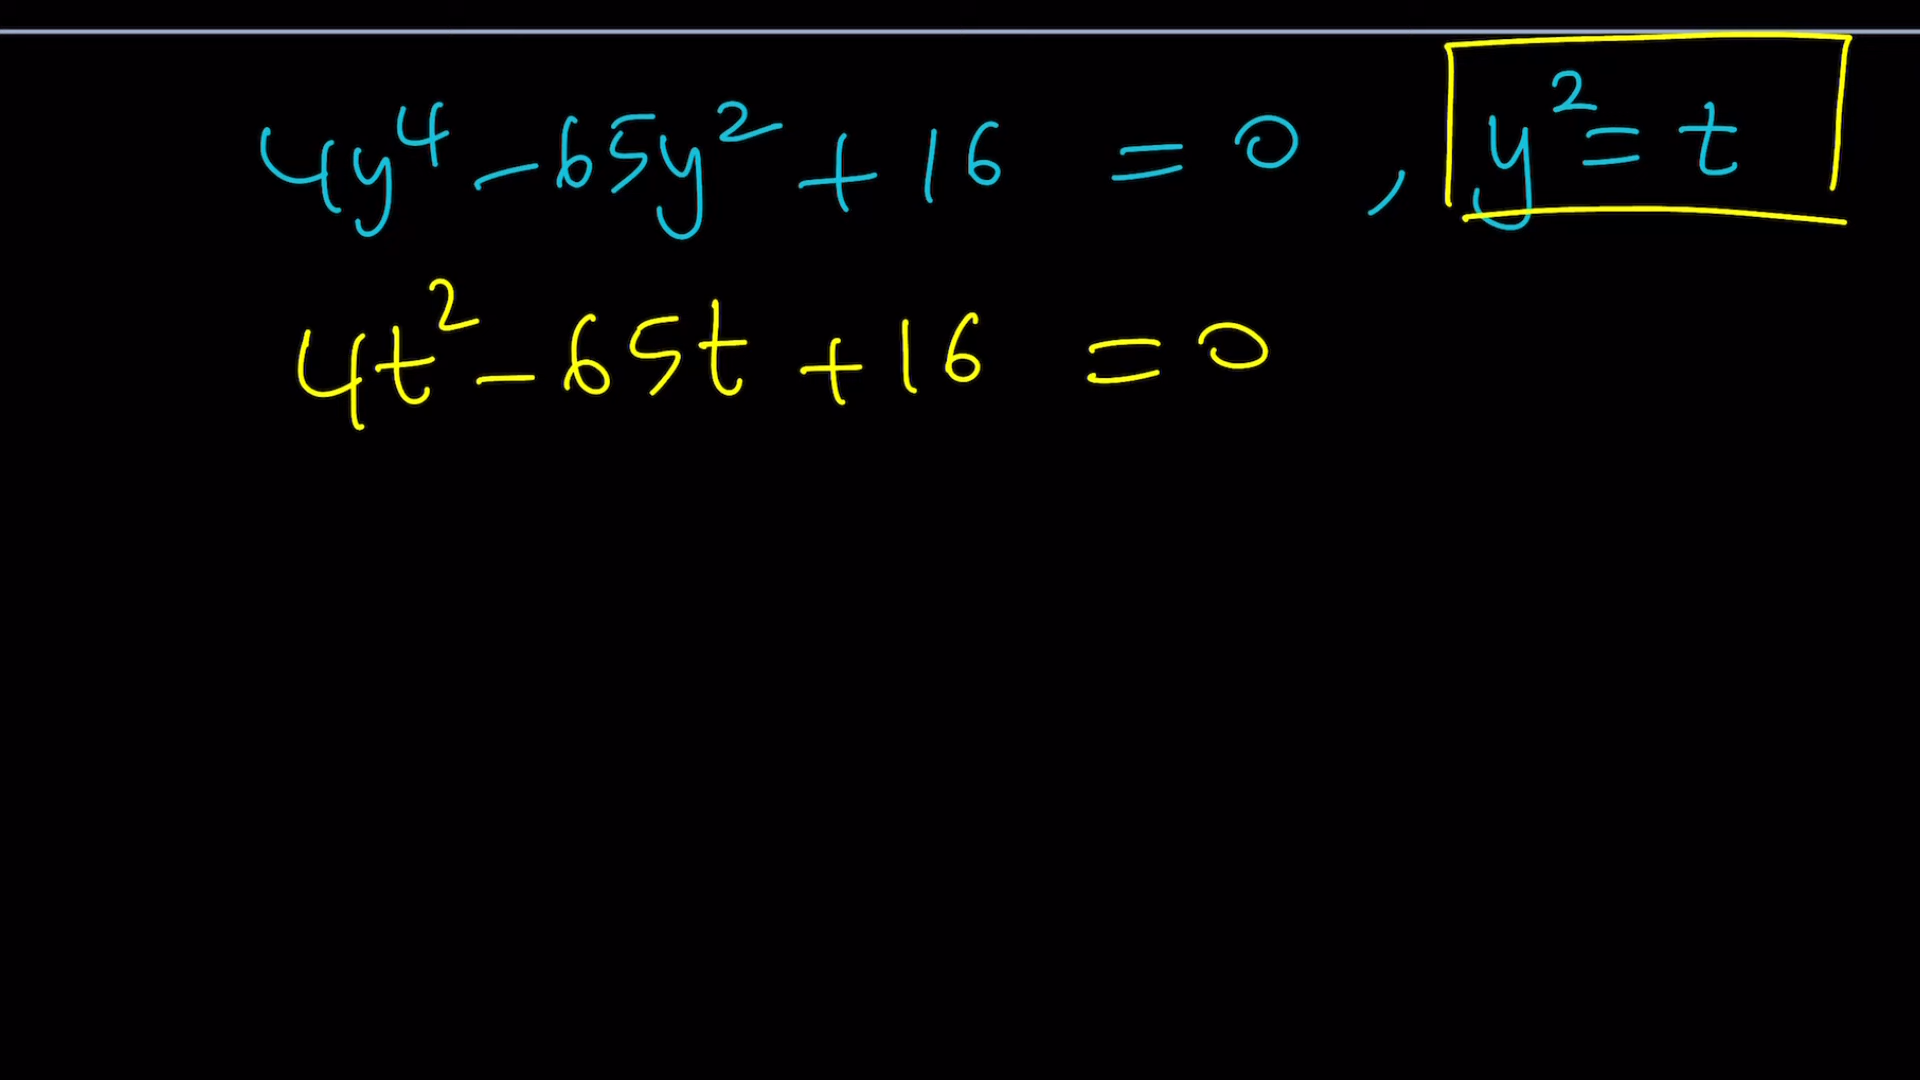 4y⁴ - 65y² + 16 = 0 , y² = t
4t² - 65t + 16 = 0